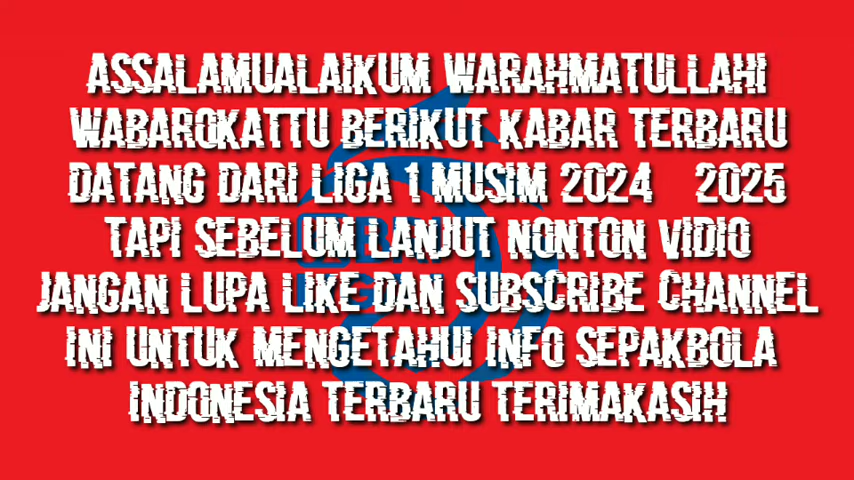 ASSALAMUALAIKUM WARAHMATULLAHI
WABAROKATTU BERIKUT KABAR TERBARU
DATANG DARI LIGA 1 MUSIM 2024 2025
TAPI SEBELUM LANJUT NONTON VIDIO
JANGAN LUPA LIKE DAN SUBSCRIBE CHANNEL
INI UNTUK MENGETAHUI INFO SEPAKBOLA
INDONESIA TERBARU TERIMAKASIH